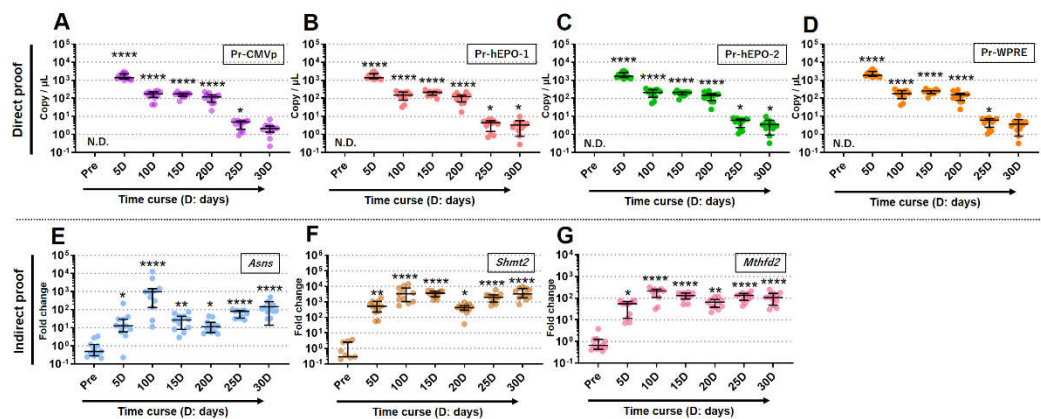 Direct proof
A
Pr-CMVp
Copy / μL
10⁵
10⁴
10³
10²
10¹
10⁰
10⁻¹
****
****
****
****
*
N.D.
Pre
5D
10D
15D
20D
25D
30D
Time curse (D: days)
B
Pr-hEPO-1
Copy / μL
10⁵
10⁴
10³
10²
10¹
10⁰
10⁻¹
****
****
****
****
*
*
N.D.
Pre
5D
10D
15D
20D
25D
30D
Time curse (D: days)
C
Pr-hEPO-2
Copy / μL
10⁵
10⁴
10³
10²
10¹
10⁰
10⁻¹
****
****
****
****
*
*
N.D.
Pre
5D
10D
15D
20D
25D
30D
Time curse (D: days)
D
Pr-WPRE
Copy / μL
10⁵
10⁴
10³
10²
10¹
10⁰
10⁻¹
****
****
****
****
*
N.D.
Pre
5D
10D
15D
20D
25D
30D
Time curse (D: days)
Indirect proof
E
Asns
Fold change
10⁵
10⁴
10³
10²
10¹
10⁰
10⁻¹
*
****
**
*
****
****
Pre
5D
10D
15D
20D
25D
30D
Time curse (D: days)
F
Shmt2
Fold change
10⁶
10⁵
10⁴
10³
10²
10¹
10⁰
10⁻¹
**
****
****
*
****
****
Pre
5D
10D
15D
20D
25D
30D
Time curse (D: days)
G
Mthfd2
Fold change
10⁴
10³
10²
10¹
10⁰
10⁻¹
*
****
****
**
****
****
Pre
5D
10D
15D
20D
25D
30D
Time curse (D: days)